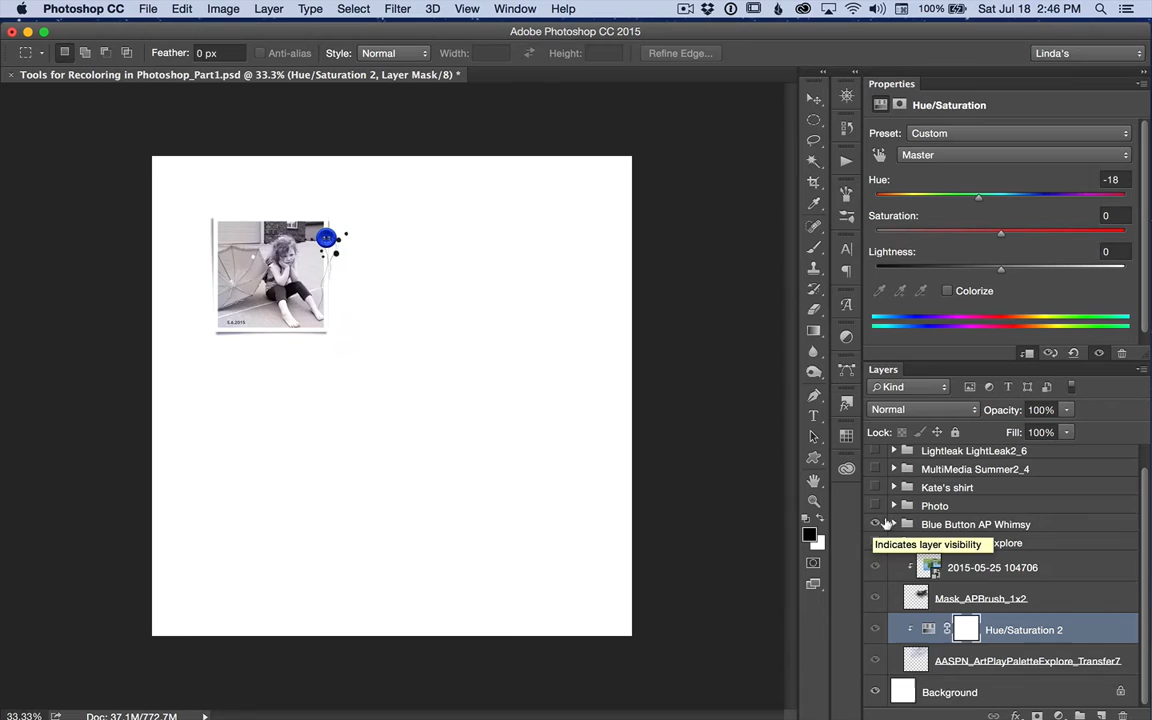 Photoshop CC File Edit Image Layer Type Select Filter 3D View Window Help 100% Sat Jul 18 2:46 PM
Adobe Photoshop CC 2015
Feather: 0 px Anti-alias Style: Normal Width: Height: Refine Edge... Linda's
Tools for Recoloring in Photoshop_Part1.psd @ 33.3% (Hue/Saturation 2, Layer Mask/8) *
Properties
Hue/Saturation
Preset: Custom
Master
Hue: -18
Saturation: 0
Lightness: 0
Colorize
Layers
Kind
Normal Opacity: 100%
Lock: Fill: 100%
Lightleak LightLeak2_6
MultiMedia Summer2_4
Kate's shirt
Photo
Blue Button AP Whimsy
Indicates layer visibility xplore
2015-05-25 104706
Mask_APBrush_1x2
Hue/Saturation 2
AASPN_ArtPlayPaletteExplore_Transfer7
Background
5.6.2015
33.33% Doc: 37.1M/772.7M